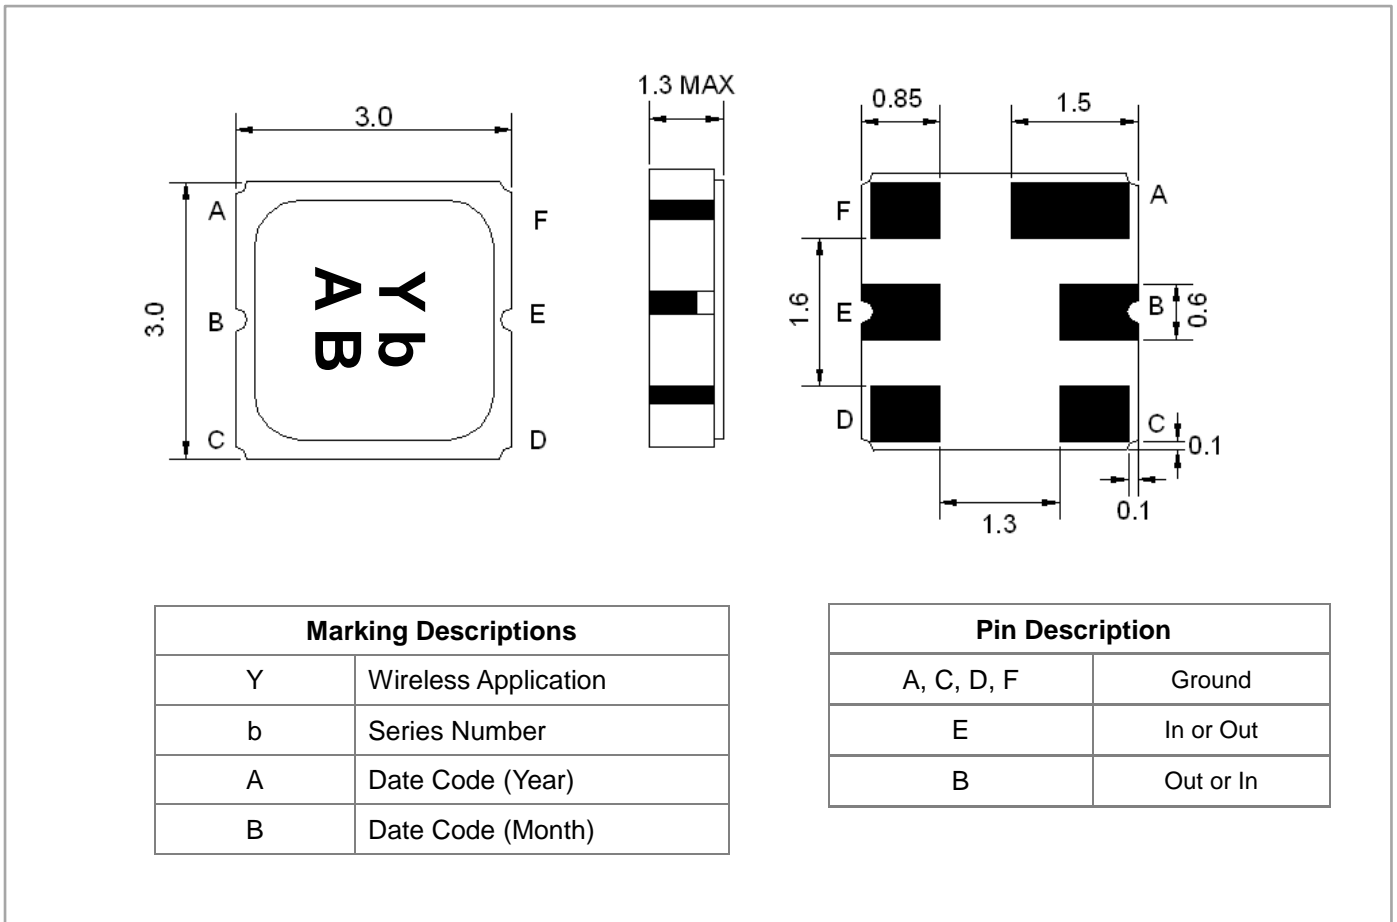 1.3 MAX
3.0
0.85
1.5
A
F
F
A
3.0
B
E
Y b
A B
1.6
E
B
0.6
C
D
D
C
0.1
0.1
1.3
Marking Descriptions
Y Wireless Application
b Series Number
A Date Code (Year)
B Date Code (Month)
Pin Description
A, C, D, F Ground
E In or Out
B Out or In